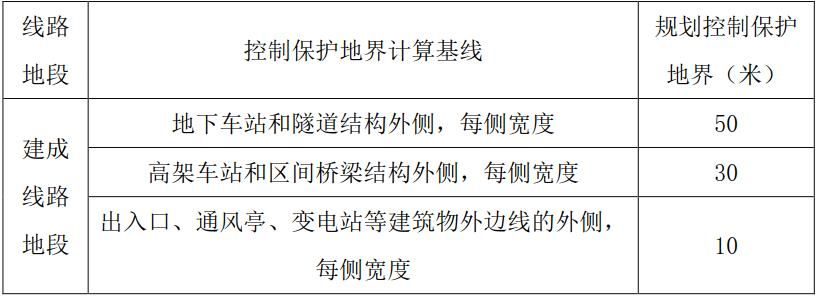 线路
地段
控制保护地界计算基线
规划控制保护
地界（米）
建成
线路
地段
地下车站和隧道结构外侧，每侧宽度
50
高架车站和区间桥梁结构外侧，每侧宽度
30
出入口、通风亭、变电站等建筑物外边线的外侧，
每侧宽度
10